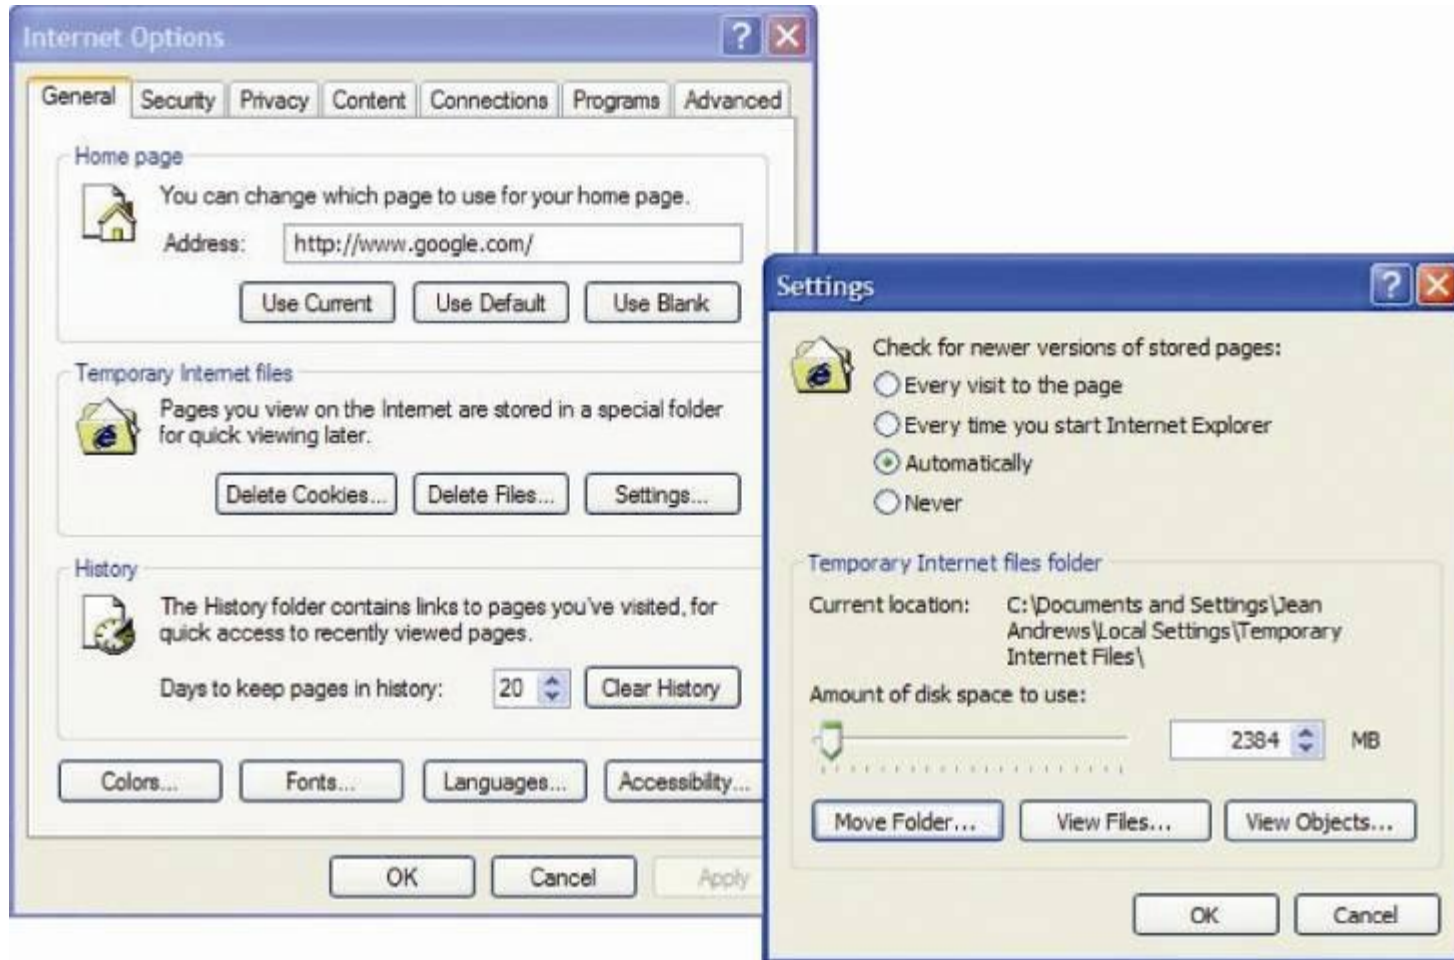 Internet Options
General Security Privacy Content Connections Programs Advanced
Home page
You can change which page to use for your home page.
Address: http://www.google.com/
Use Current Use Default Use Blank
Temporary Internet files
Pages you view on the Internet are stored in a special folder
for quick viewing later.
Delete Cookies... Delete Files... Settings...
History
The History folder contains links to pages you've visited, for
quick access to recently viewed pages.
Days to keep pages in history: 20 Clear History
Colors... Fonts... Languages... Accessibility...
OK Cancel Apply
Settings
Check for newer versions of stored pages:
Every visit to the page
Every time you start Internet Explorer
Automatically
Never
Temporary Internet files folder
Current location: C:\Documents and Settings\Jean
Andrews\Local Settings\Temporary
Internet Files\
Amount of disk space to use:
2384 MB
Move Folder... View Files... View Objects...
OK Cancel